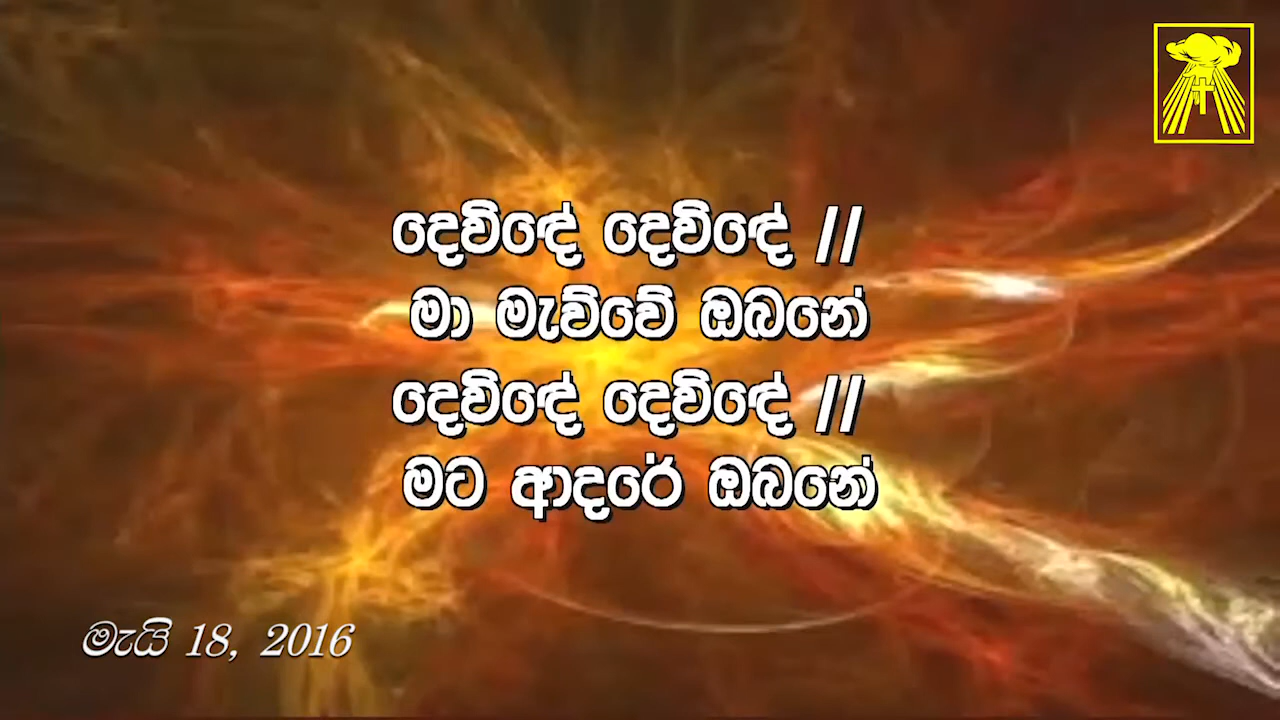 දෙවිඳේ දෙවිඳේ //
මා මැව්වේ ඔබනේ
දෙවිඳේ දෙවිඳේ //
මට ආදරේ ඔබනේ
මැයි 18, 2016